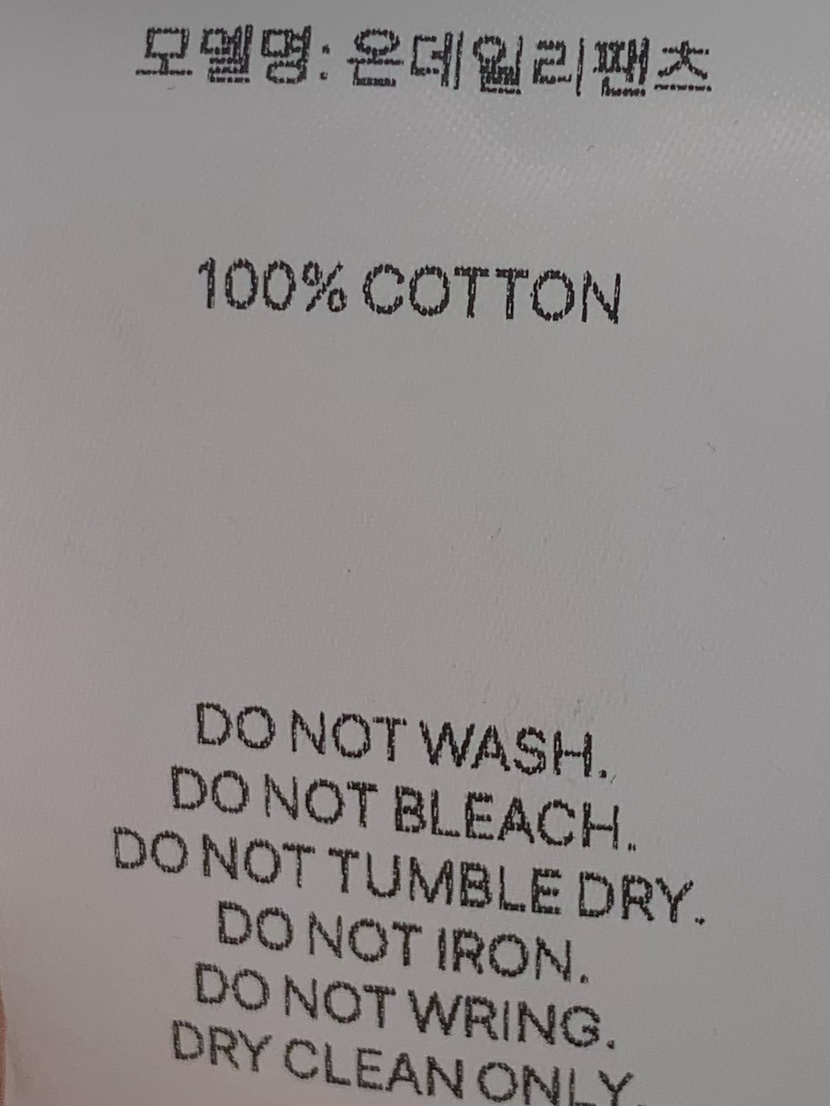 모델명: 온데일리팬츠
100% COTTON
DO NOT WASH.
DO NOT BLEACH.
DO NOT TUMBLE DRY.
DO NOT IRON.
DO NOT WRING.
DRY CLEAN ONLY.